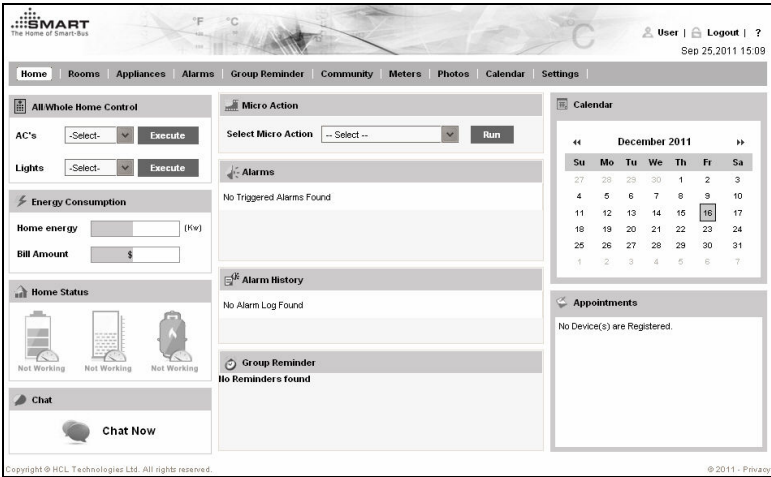 SMART
The Home of Smart-Bus
°F °C
C
User | Logout | ?
Sep 25,2011 15:09
Home | Rooms | Appliances | Alarms | Group Reminder | Community | Meters | Photos | Calendar | Settings |
All/Whole Home Control
AC's -Select- Execute
Lights -Select- Execute
Energy Consumption
Home energy (Kw)
Bill Amount $
Home Status
Not Working Not Working Not Working
Chat
Chat Now
Micro Action
Select Micro Action -- Select -- Run
Alarms
No Triggered Alarms Found
Alarm History
No Alarm Log Found
Group Reminder
No Reminders found
Calendar
December 2011
Su Mo Tu We Th Fr Sa
27 28 29 30 1 2 3
4 5 6 7 8 9 10
11 12 13 14 15 16 17
18 19 20 21 22 23 24
25 26 27 28 29 30 31
1 2 3 4 5 6 7
Appointments
No Device(s) are Registered.
Copyright © HCL Technologies Ltd. All rights reserved.
© 2011 - Privacy